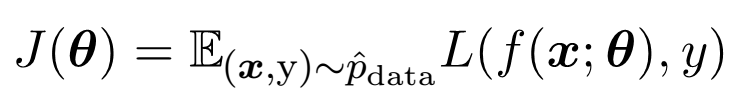 J(θ) = 𝔼_{(x,y)∼p̂_data} L(f(x; θ), y)